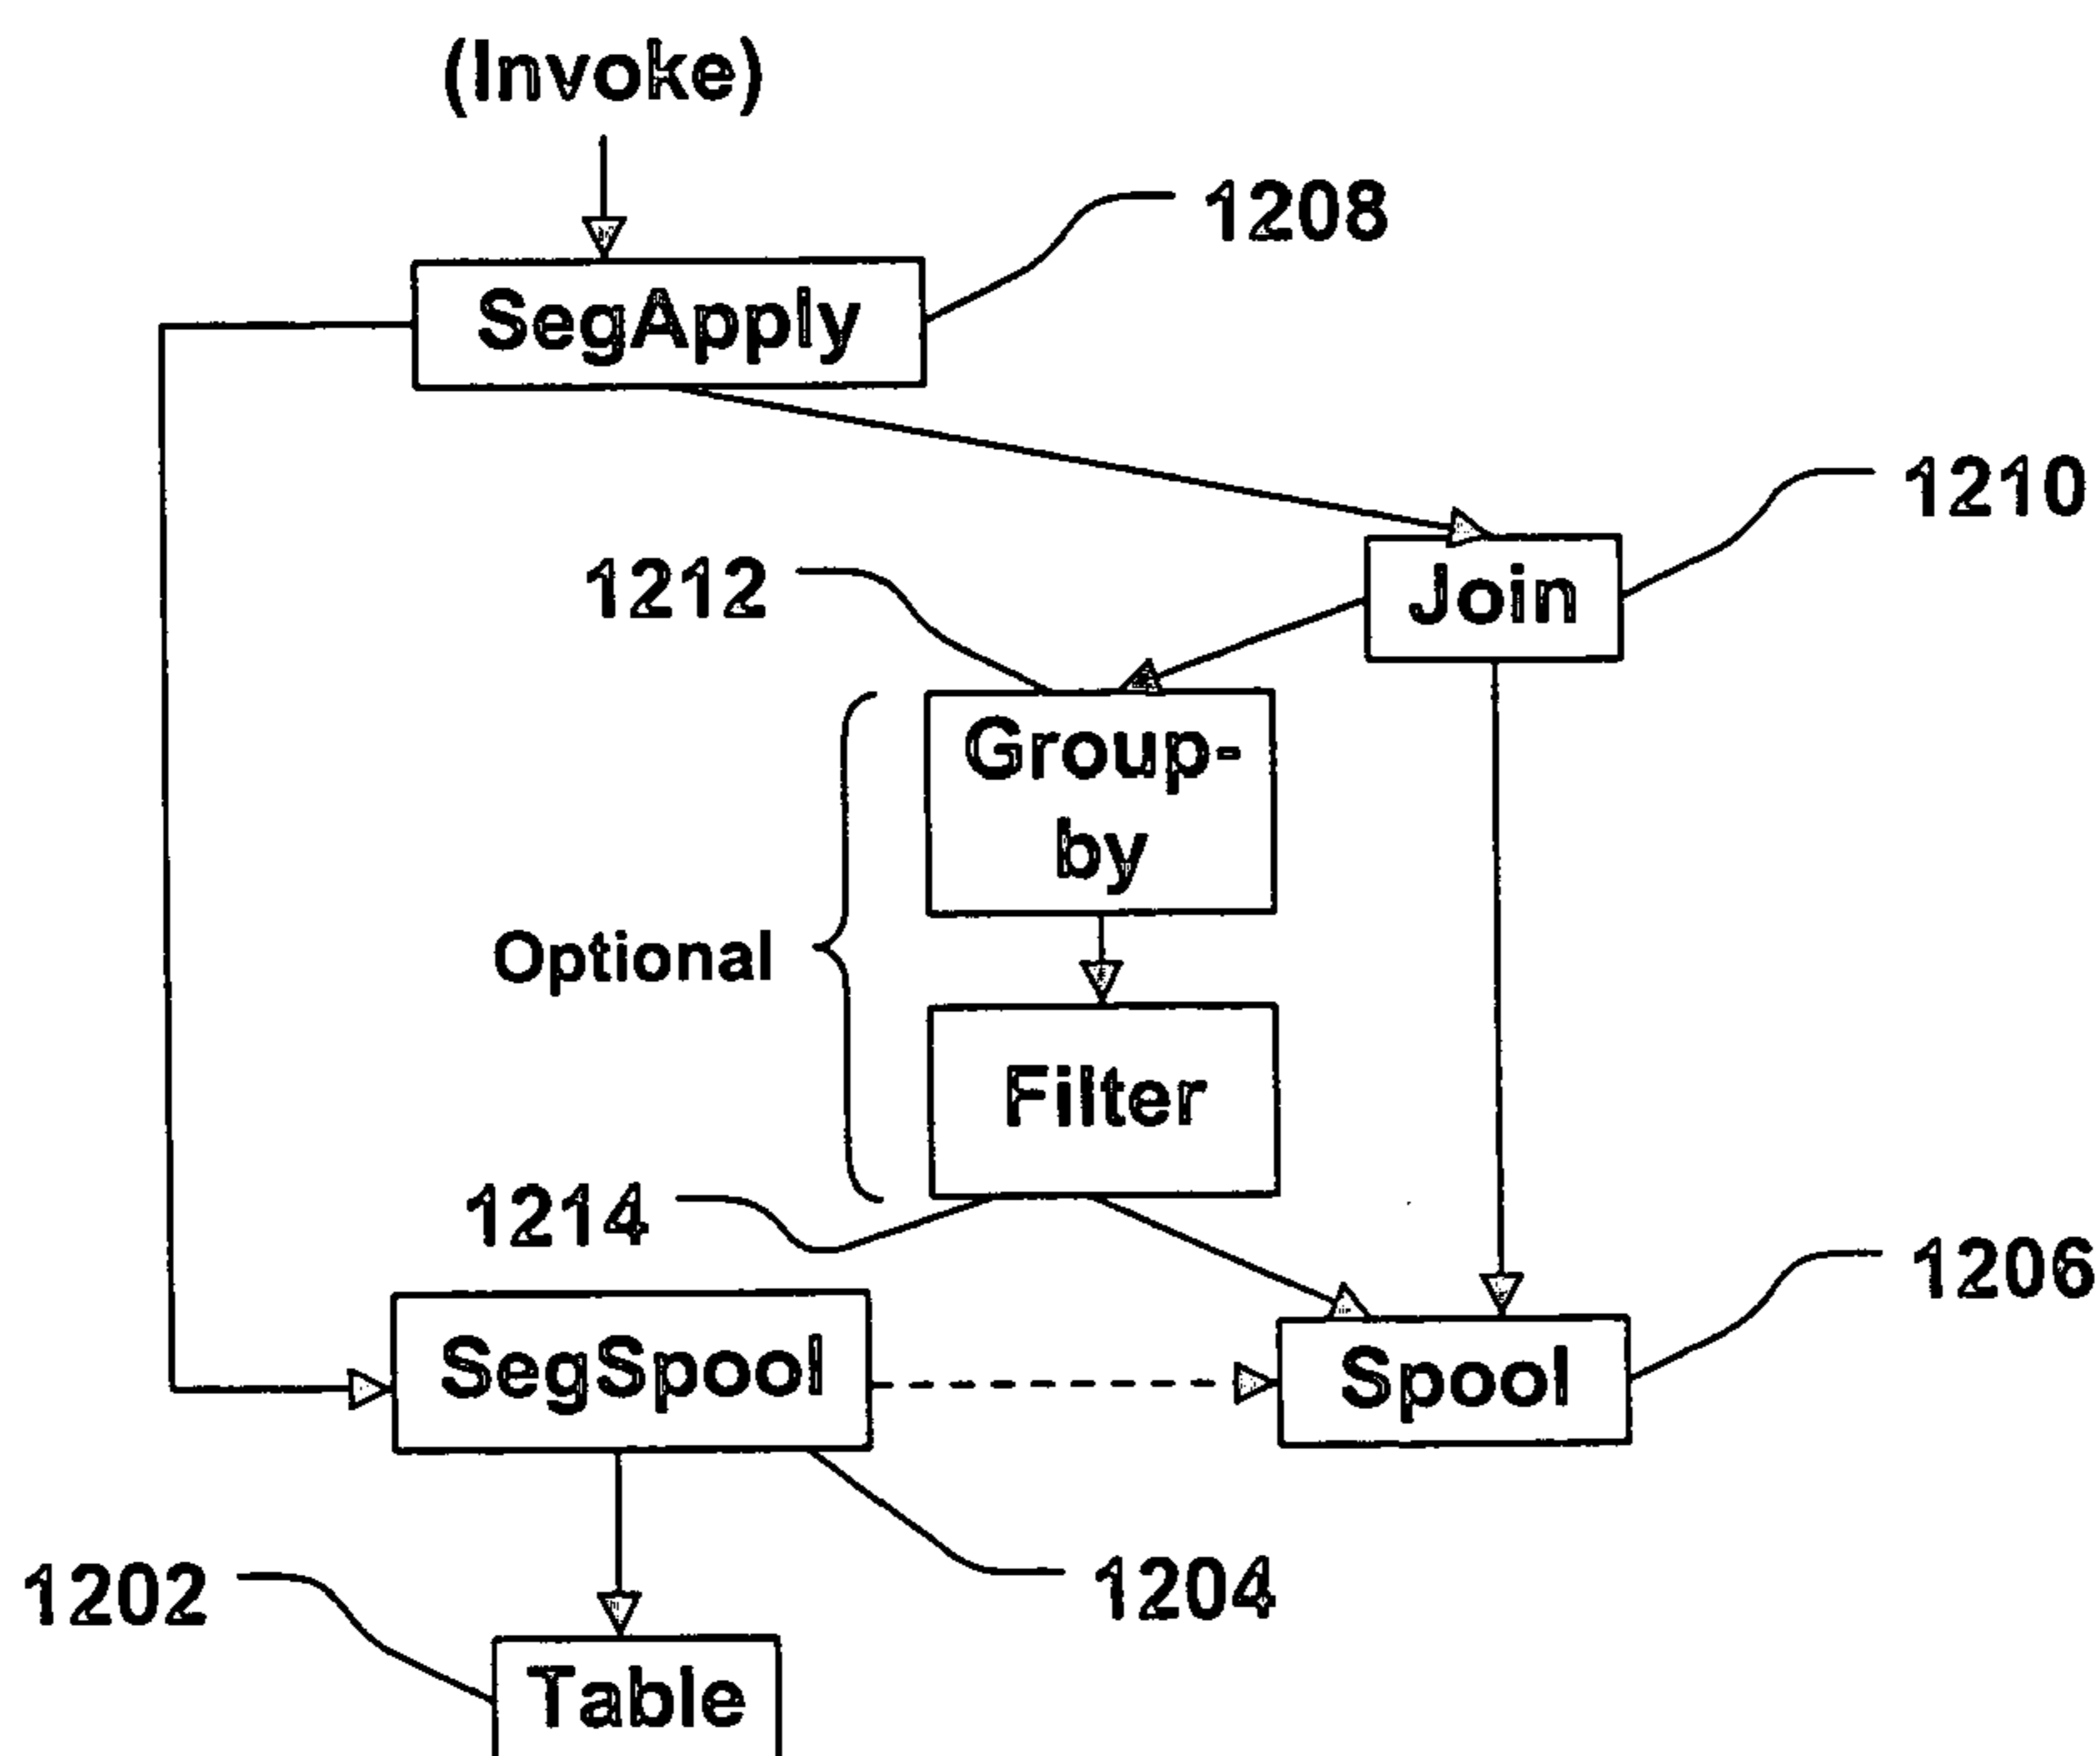 (Invoke)
1208
SegApply
1210
1212
Join
Group-
by
Optional
Filter
1214
1206
SegSpool
Spool
1202
1204
Table